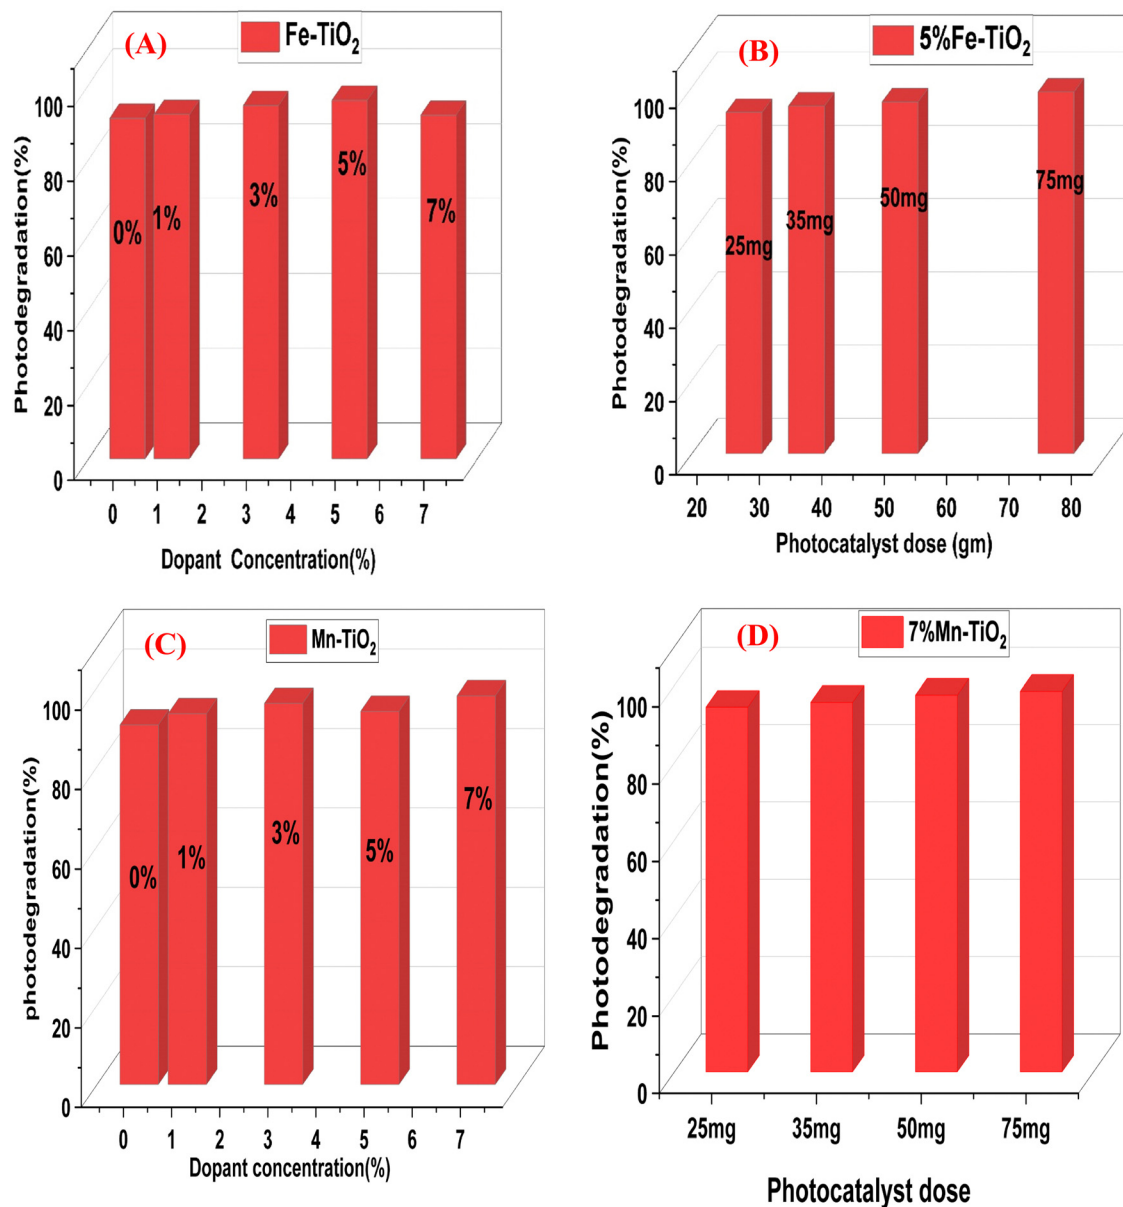 (A)
Fe-TiO₂
Photodegradation(%)
100
80
60
40
20
0
0%
1%
3%
5%
7%
0 1 2 3 4 5 6 7
Dopant Concentration(%)
(B)
5%Fe-TiO₂
Photodegradation(%)
100
80
60
40
20
0
25mg
35mg
50mg
75mg
20 30 40 50 60 70 80
Photocatalyst dose (gm)
(C)
Mn-TiO₂
photodegradation(%)
100
80
60
40
20
0
0%
1%
3%
5%
7%
0 1 2 3 4 5 6 7
Dopant concentration(%)
(D)
7%Mn-TiO₂
Photodegradation(%)
100
80
60
40
20
0
25mg 35mg 50mg 75mg
Photocatalyst dose